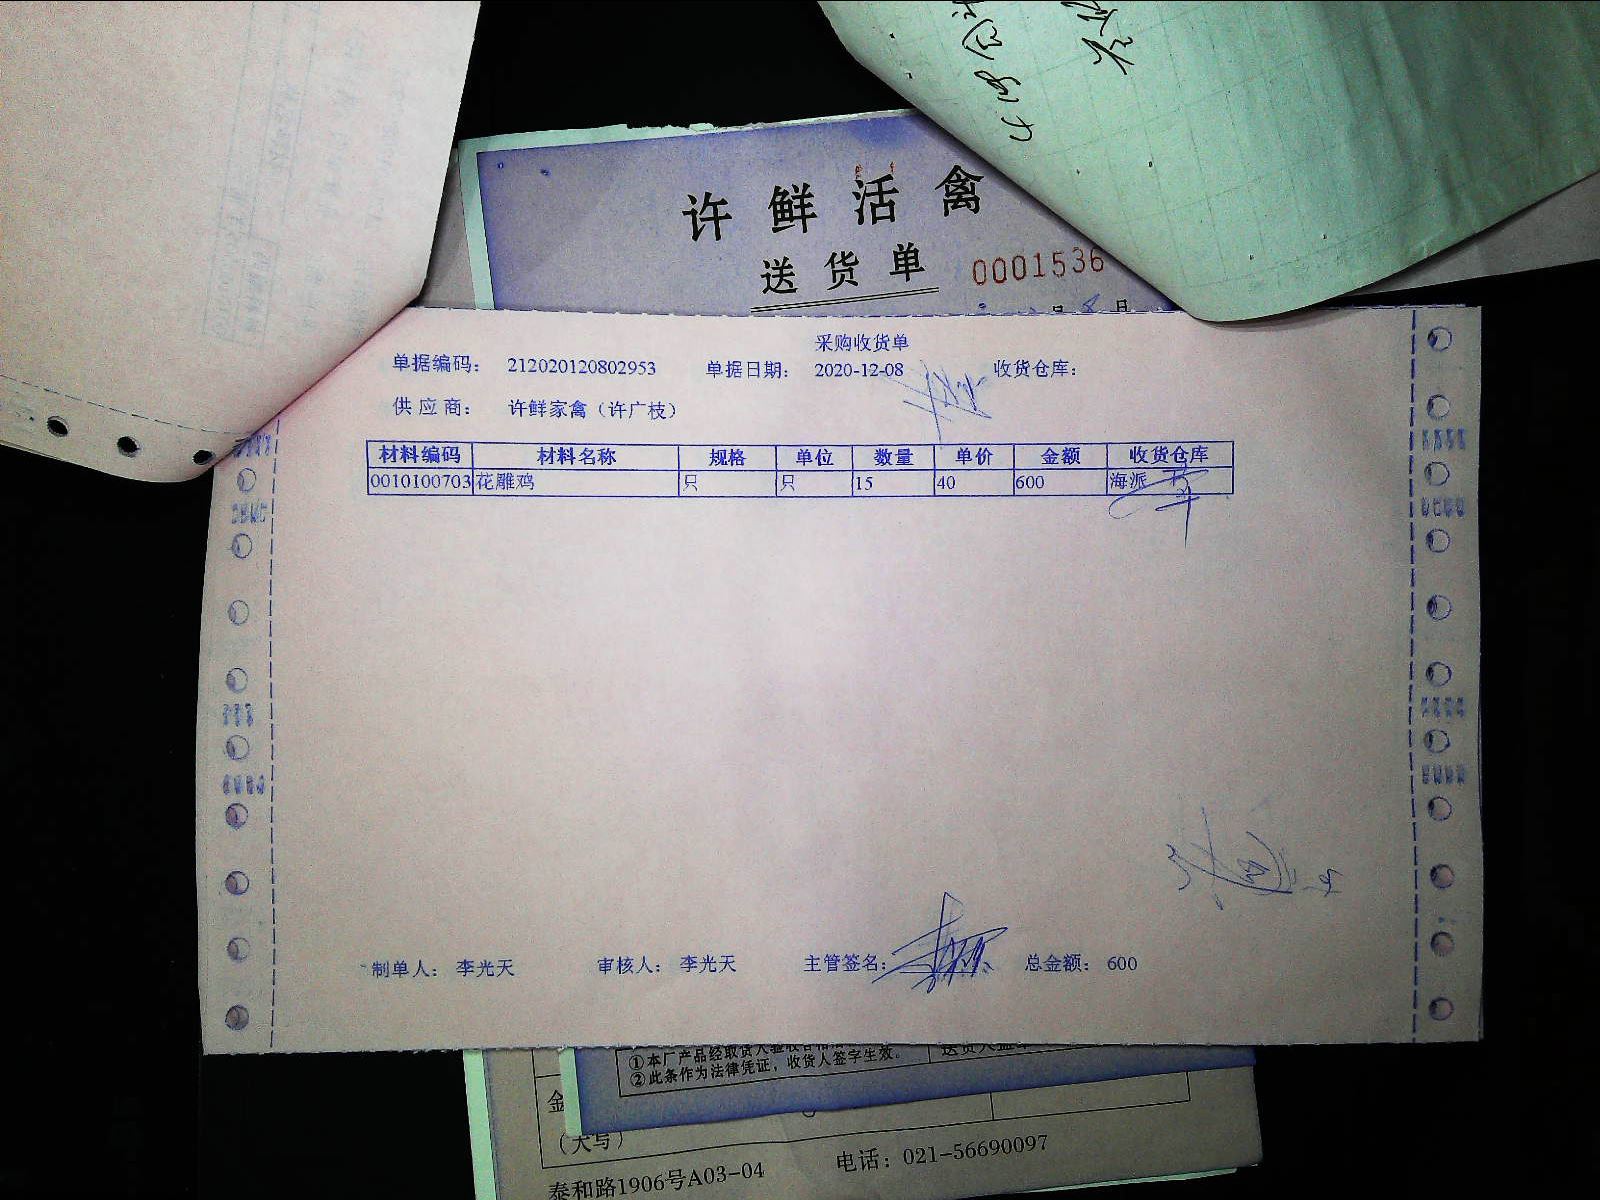 许鲜活禽
送货单 0001536
日
采购收货单
单据编码: 212020120802953 单据日期: 2020-12-08 收货仓库:
供应商: 许鲜家禽（许广枝）
材料编码 材料名称 规格 单位 数量 单价 金额 收货仓库
0010100703 花雕鸡 只 只 15 40 600 海派
制单人: 李光天 审核人: 李光天 主管签名: 总金额: 600
①本厂产品经取货人验收合格
②此条作为法律凭证，收货人签字生效。
金
（大写）
泰和路1906号A03-04 电话: 021-56690097